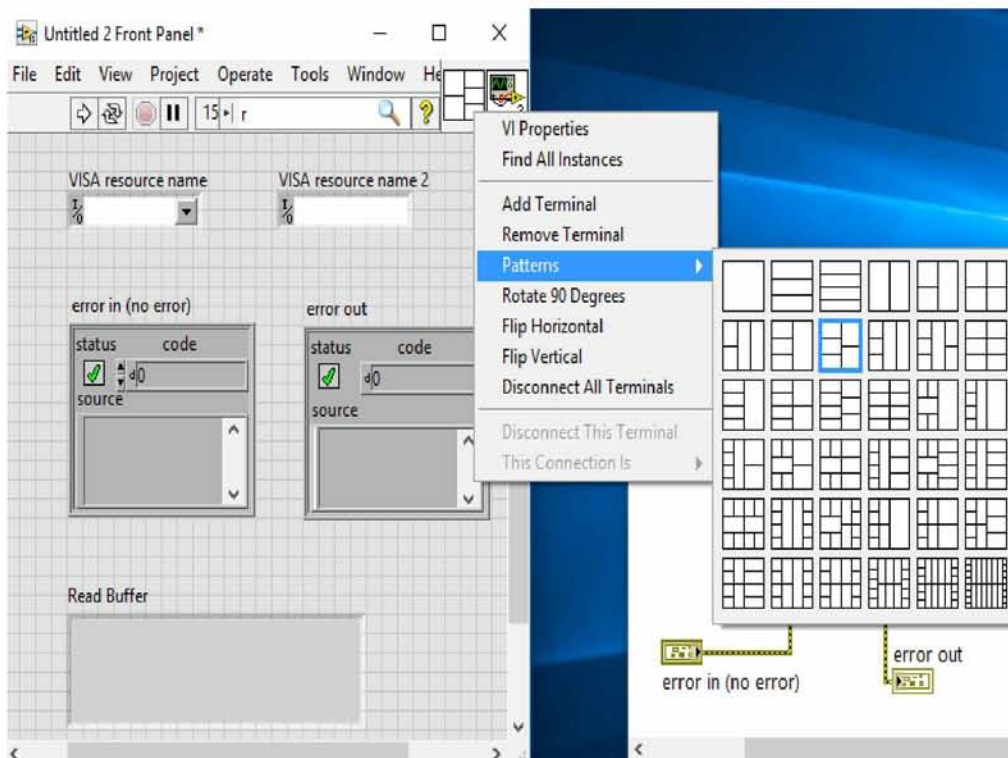 Untitled 2 Front Panel *
File Edit View Project Operate Tools Window He
15 r
VISA resource name
VISA resource name 2
error in (no error)
status code
0
source
error out
status code
0
source
Read Buffer
VI Properties
Find All Instances
Add Terminal
Remove Terminal
Patterns
Rotate 90 Degrees
Flip Horizontal
Flip Vertical
Disconnect All Terminals
Disconnect This Terminal
This Connection Is
error in (no error)
error out